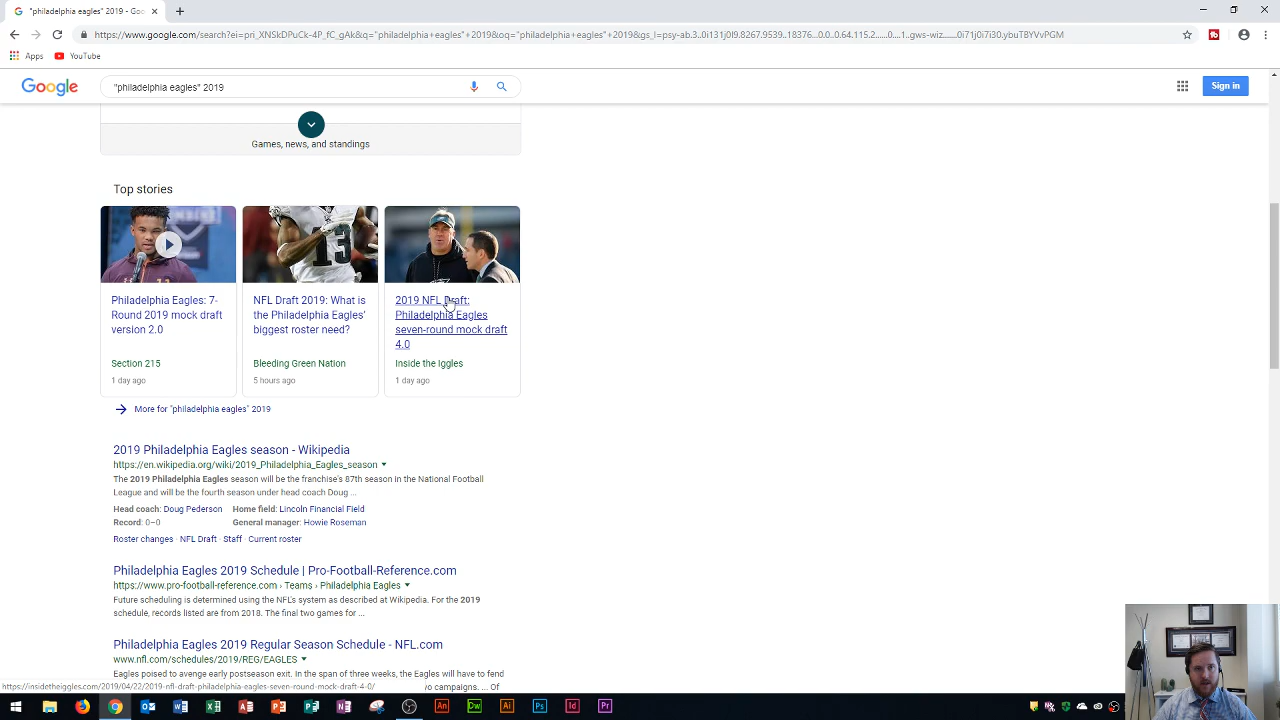 "philadelphia eagles" 2019 - Goo
https://www.google.com/search?ei=pri_XNSkDPuCk-4P_fC_gAk&q="philadelphia+eagles"+2019&oq="philadelphia+eagles"+2019&gs_l=psy-ab.3..0i131j0l9.8267.9539..18376...0.0..0.64.115.2......0....1..gws-wiz.......0i71j0i7i30.ybuTBYVvPGM
Apps YouTube
Google "philadelphia eagles" 2019 Sign in
Games, news, and standings
Top stories
Philadelphia Eagles: 7-
Round 2019 mock draft
version 2.0
Section 215
1 day ago
NFL Draft 2019: What is
the Philadelphia Eagles'
biggest roster need?
Bleeding Green Nation
5 hours ago
2019 NFL Draft:
Philadelphia Eagles
seven-round mock draft
4.0
Inside the Iggles
1 day ago
More for "philadelphia eagles" 2019
2019 Philadelphia Eagles season - Wikipedia
https://en.wikipedia.org/wiki/2019_Philadelphia_Eagles_season
The 2019 Philadelphia Eagles season will be the franchise's 87th season in the National Football
League and will be the fourth season under head coach Doug ...
Head coach: Doug Pederson Home field: Lincoln Financial Field
Record: 0–0 General manager: Howie Roseman
Roster changes · NFL Draft · Staff · Current roster
Philadelphia Eagles 2019 Schedule | Pro-Football-Reference.com
https://www.pro-football-reference.com › Teams › Philadelphia Eagles
Future scheduling is determined using the NFL's system as described at Wikipedia. For the 2019
schedule, records listed are from 2018. The final two games for ...
Philadelphia Eagles 2019 Regular Season Schedule - NFL.com
www.nfl.com/schedules/2019/REG/EAGLES
Eagles poised to avenge early postseason exit. In the span of three weeks, the Eagles will have to fend
https://insidetheiggles.com/2019/04/22/2019-nfl-draft-philadelphia-eagles-seven-round-mock-draft-4-0/ vo campaigns. ... Of
An Dw Ai Ps Id Pr